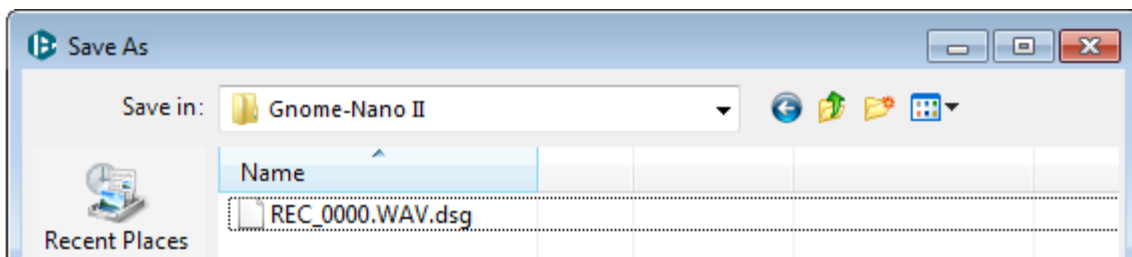 Save As
Save in:
Gnome-Nano II
Name
REC_0000.WAV.dsg
Recent Places